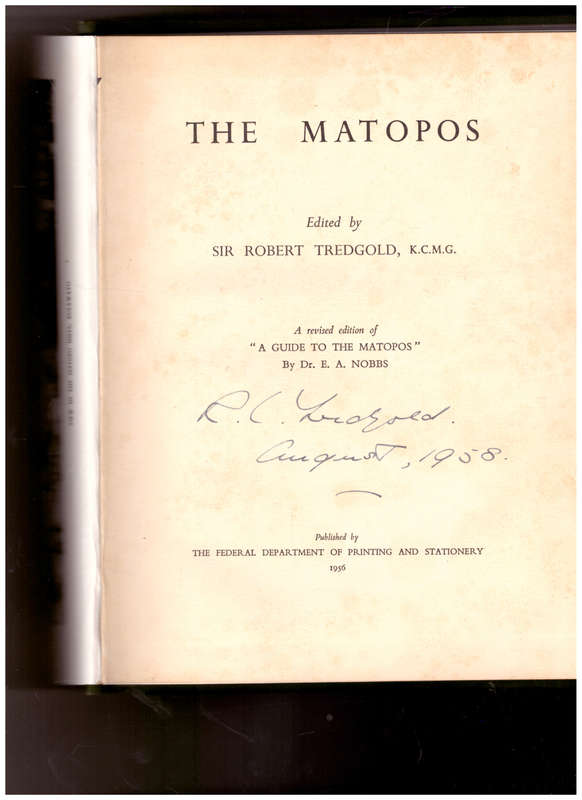 THE MATOPOS
Edited by
SIR ROBERT TREDGOLD, K.C.M.G.
A revised edition of
"A GUIDE TO THE MATOPOS"
By Dr. E. A. NOBBS
R. C. Tredgold.
August, 1958.
Published by
THE FEDERAL DEPARTMENT OF PRINTING AND STATIONERY
1956